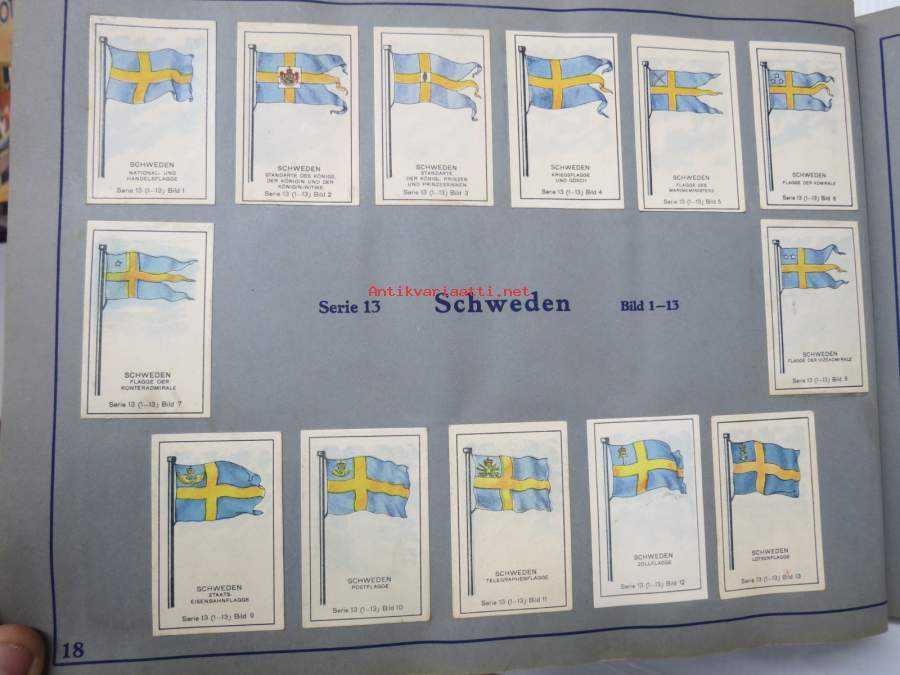 SCHWEDEN
NATIONAL- UND
HANDELSFLAGGE
Serie 13 (1–13) Bild 1
SCHWEDEN
STANDARTE DES KÖNIGS,
DER KÖNIGIN UND DER
KÖNIGIN-WITWE
Serie 13 (1–13) Bild 2
SCHWEDEN
STANDARTE
DER KÖNIGL. PRINZEN
UND PRINZESSINNEN
Serie 13 (1–13) Bild 3
SCHWEDEN
KRIEGSFLAGGE
UND GÖSCH
Serie 13 (1–13) Bild 4
SCHWEDEN
FLAGGE DES
MARINEMINISTERS
Serie 13 (1–13) Bild 5
SCHWEDEN
FLAGGE DER ADMIRALE
Serie 13 (1–13) Bild 6
SCHWEDEN
FLAGGE DER
KONTERADMIRALE
Serie 13 (1–13) Bild 7
Antikvariaatti.net
Serie 13 Schweden Bild 1–13
SCHWEDEN
FLAGGE DER VIZEADMIRALE
Serie 13 (1–13) Bild 8
SCHWEDEN
STAATS-
EISENBAHNFLAGGE
Serie 13 (1–13) Bild 9
SCHWEDEN
POSTFLAGGE
Serie 13 (1–13) Bild 10
SCHWEDEN
TELEGRAPHENFLAGGE
Serie 13 (1–13) Bild 11
SCHWEDEN
ZOLLFLAGGE
Serie 13 (1–13) Bild 12
SCHWEDEN
LOTSENFLAGGE
Serie 13 (1–13) Bild 13
18